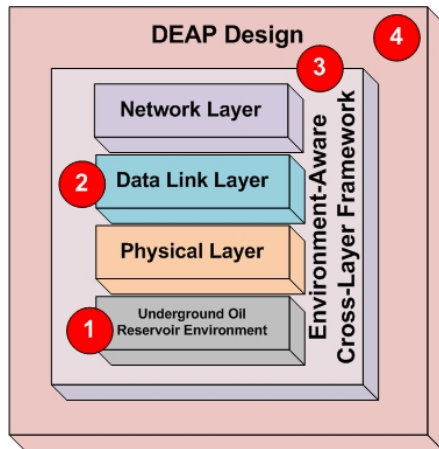 DEAP Design
4
3
Network Layer
2
Data Link Layer
Physical Layer
1
Underground Oil
Reservoir Environment
Environment-Aware
Cross-Layer Framework